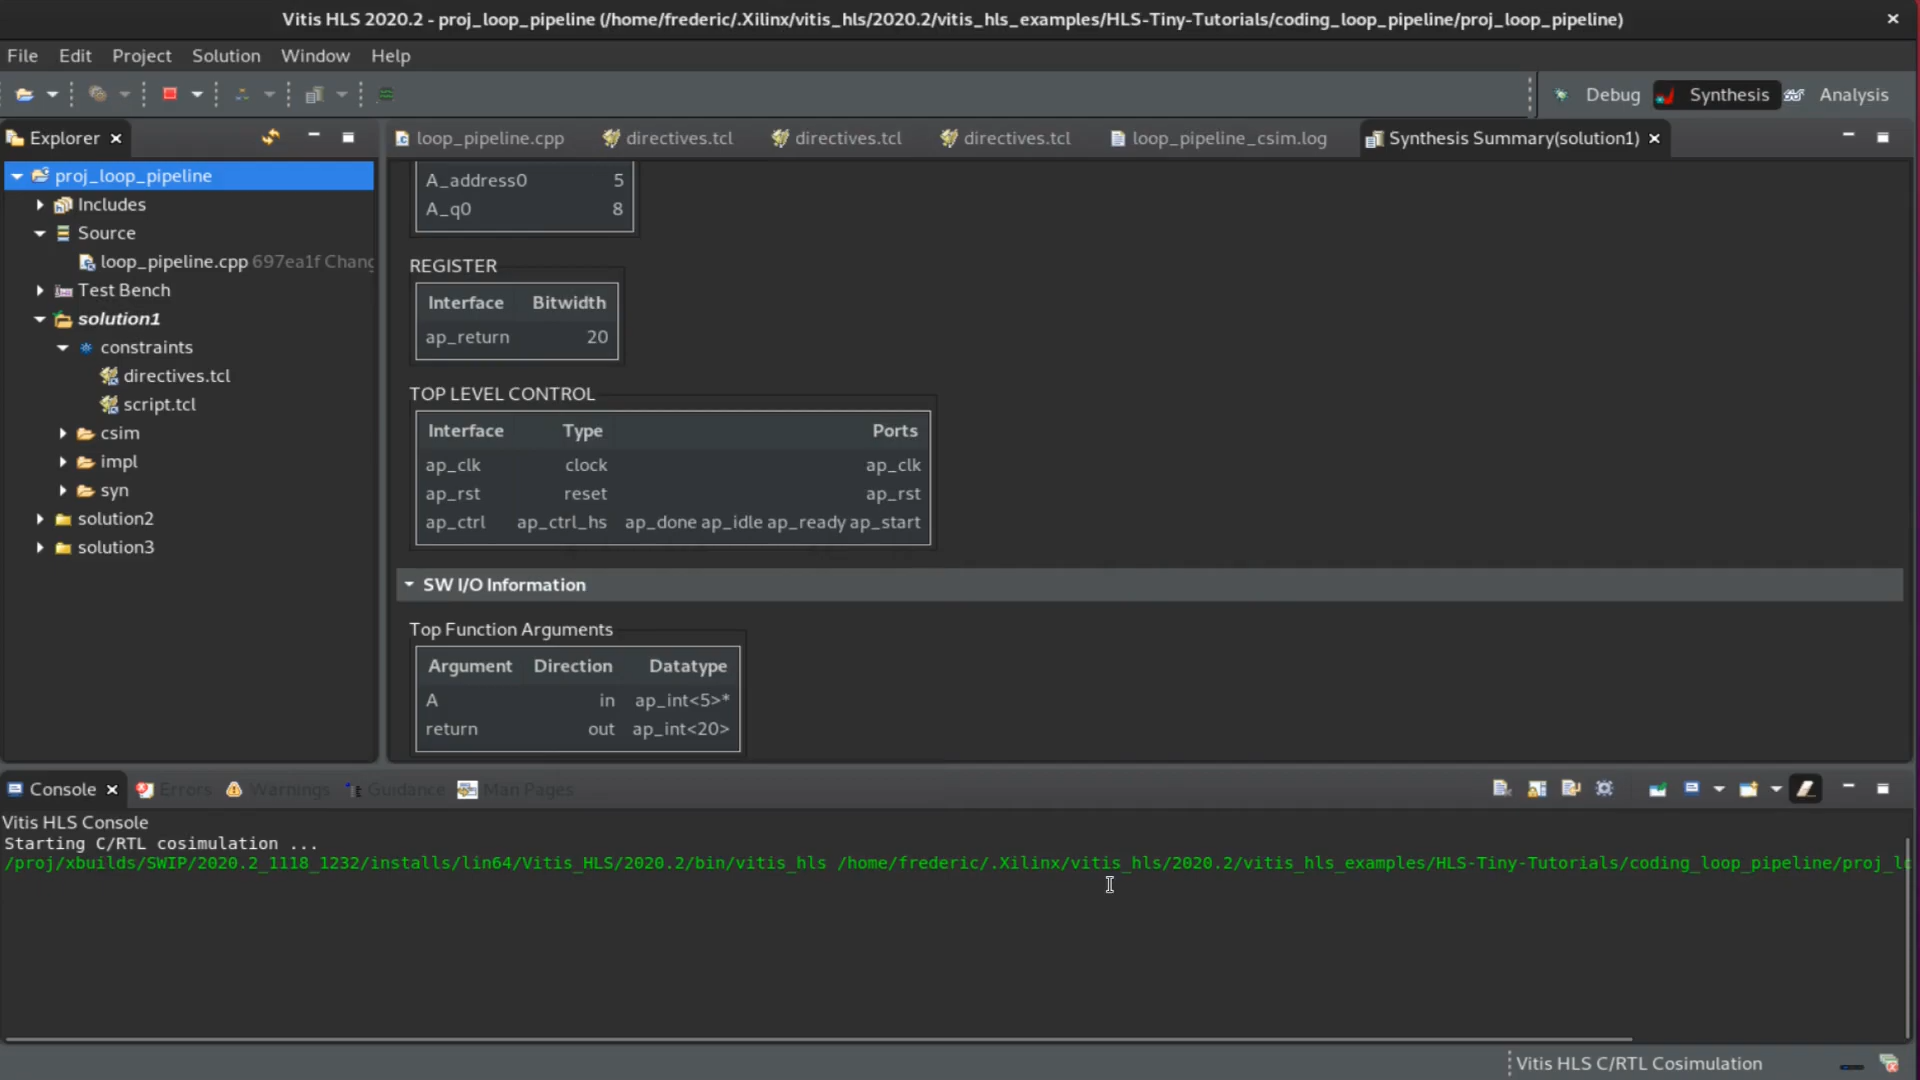 Vitis HLS 2020.2 - proj_loop_pipeline (/home/frederic/.Xilinx/vitis_hls/2020.2/vitis_hls_examples/HLS-Tiny-Tutorials/coding_loop_pipeline/proj_loop_pipeline)
File Edit Project Solution Window Help
Debug Synthesis Analysis
Explorer
loop_pipeline.cpp directives.tcl directives.tcl directives.tcl loop_pipeline_csim.log Synthesis Summary(solution1)
proj_loop_pipeline
Includes
Source
loop_pipeline.cpp 697ea1f Chang
Test Bench
solution1
constraints
directives.tcl
script.tcl
csim
impl
syn
solution2
solution3
A_address0 5
A_q0 8
REGISTER
Interface Bitwidth
ap_return 20
TOP LEVEL CONTROL
Interface Type Ports
ap_clk clock ap_clk
ap_rst reset ap_rst
ap_ctrl ap_ctrl_hs ap_done ap_idle ap_ready ap_start
SW I/O Information
Top Function Arguments
Argument Direction Datatype
A in ap_int<5>*
return out ap_int<20>
Console Errors Warnings Guidance Man Pages
Vitis HLS Console
Starting C/RTL cosimulation ...
/proj/xbuilds/SWIP/2020.2_1118_1232/installs/lin64/Vitis_HLS/2020.2/bin/vitis_hls /home/frederic/.Xilinx/vitis_hls/2020.2/vitis_hls_examples/HLS-Tiny-Tutorials/coding_loop_pipeline/proj_lo
Vitis HLS C/RTL Cosimulation